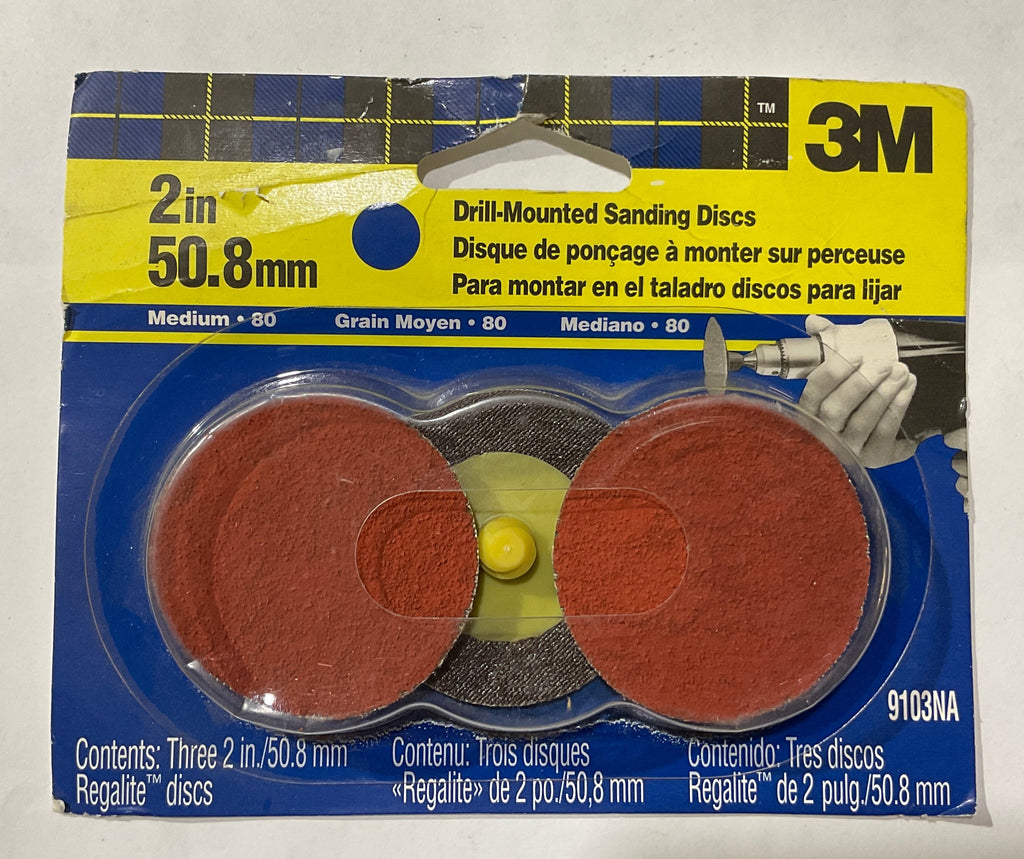 ™
3M
2in
50.8mm
Drill-Mounted Sanding Discs
Disque de ponçage à monter sur perceuse
Para montar en el taladro discos para lijar
Medium • 80
Grain Moyen • 80
Mediano • 80
9103NA
Contents: Three 2 in./50.8 mm
Regalite™ discs
Contenu: Trois disques
«Regalite» de 2 po./50,8 mm
Contenido: Tres discos
Regalite™ de 2 pulg./50.8 mm